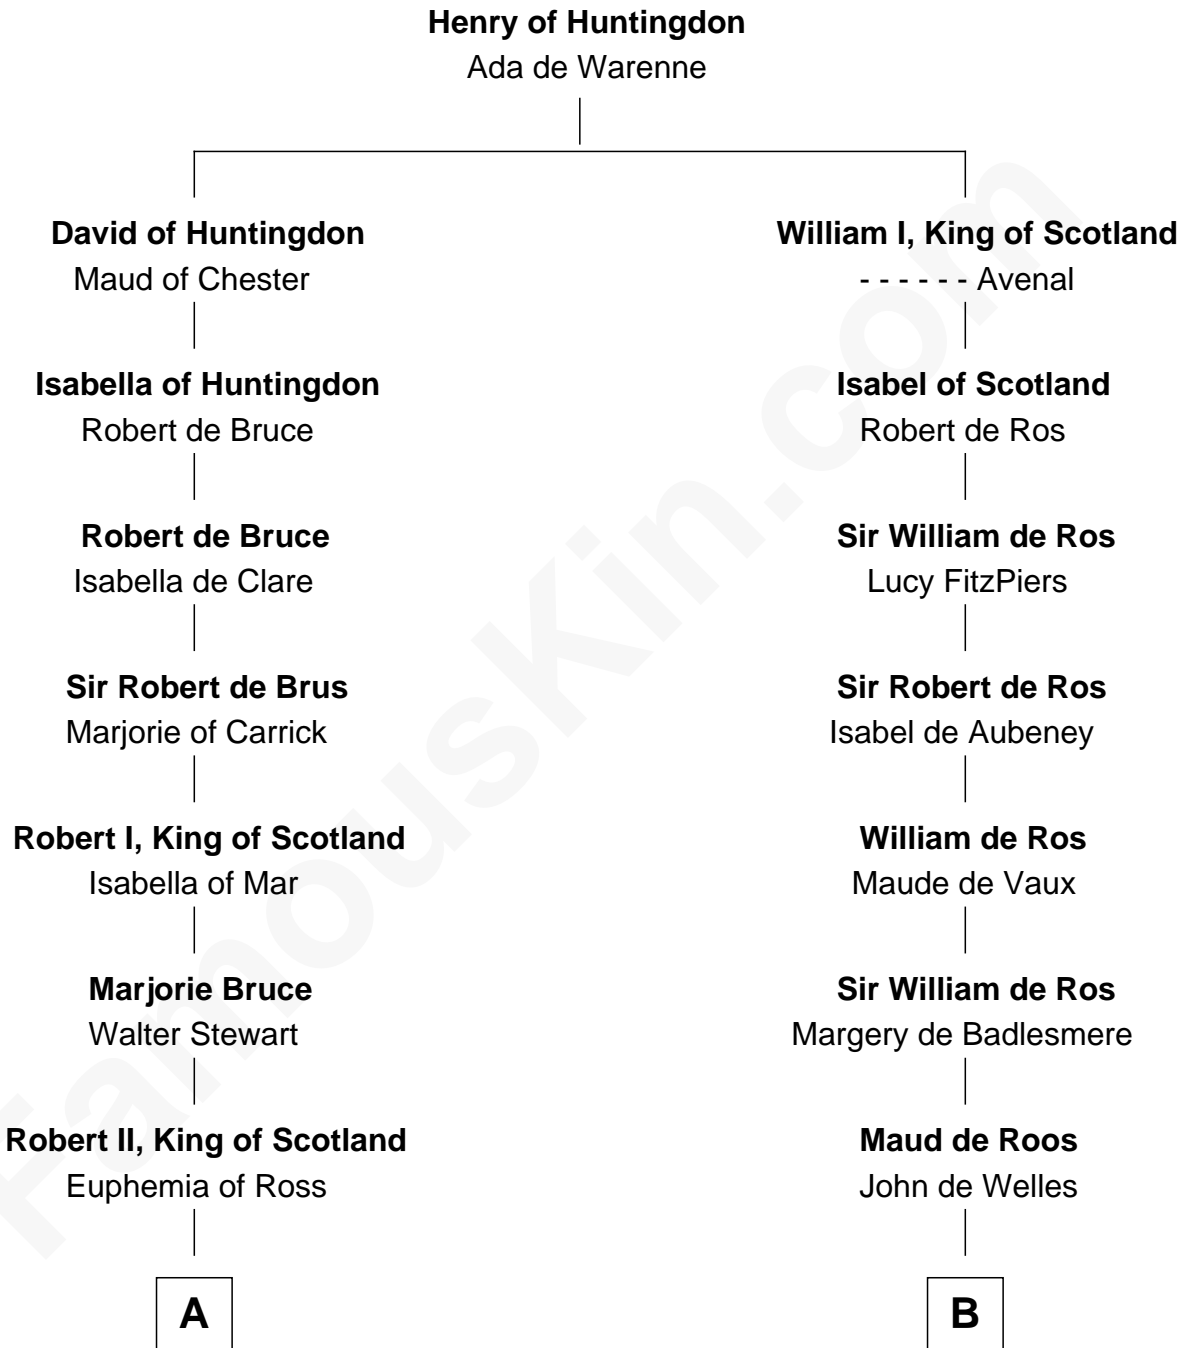 Henry of Huntingdon
Ada de Warenne
David of Huntingdon
Maud of Chester
Isabella of Huntingdon
Robert de Bruce
Robert de Bruce
Isabella de Clare
Sir Robert de Brus
Marjorie of Carrick
Robert I, King of Scotland
Isabella of Mar
Marjorie Bruce
Walter Stewart
Robert II, King of Scotland
Euphemia of Ross
A
William I, King of Scotland
- - - - - - Avenal
Isabel of Scotland
Robert de Ros
Sir William de Ros
Lucy FitzPiers
Sir Robert de Ros
Isabel de Aubeney
William de Ros
Maude de Vaux
Sir William de Ros
Margery de Badlesmere
Maud de Roos
John de Welles
B
FamousKin.com